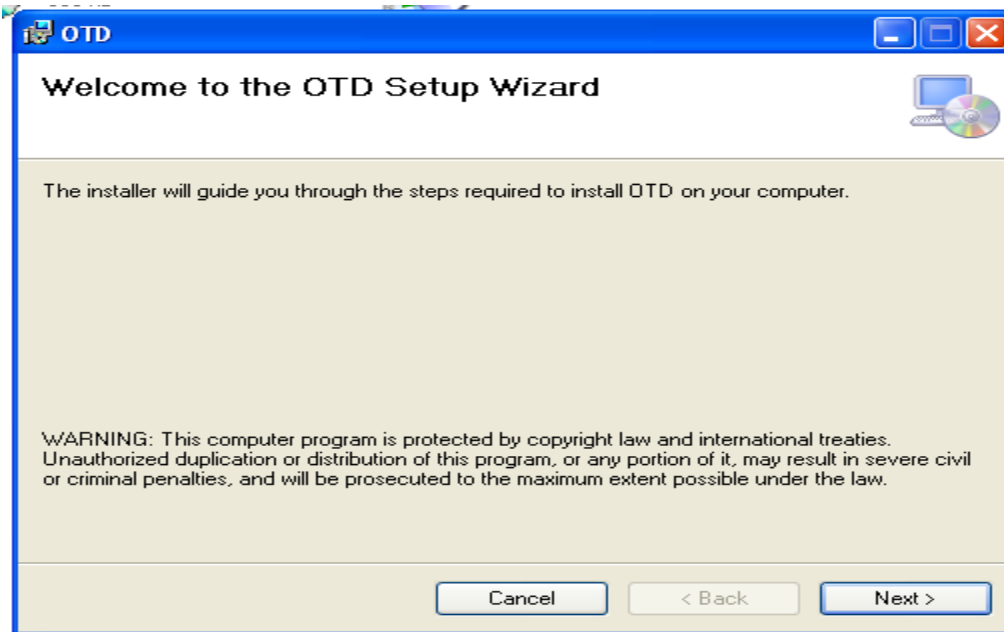 OTD
Welcome to the OTD Setup Wizard
The installer will guide you through the steps required to install OTD on your computer.
WARNING: This computer program is protected by copyright law and international treaties.
Unauthorized duplication or distribution of this program, or any portion of it, may result in severe civil
or criminal penalties, and will be prosecuted to the maximum extent possible under the law.
Cancel < Back Next >